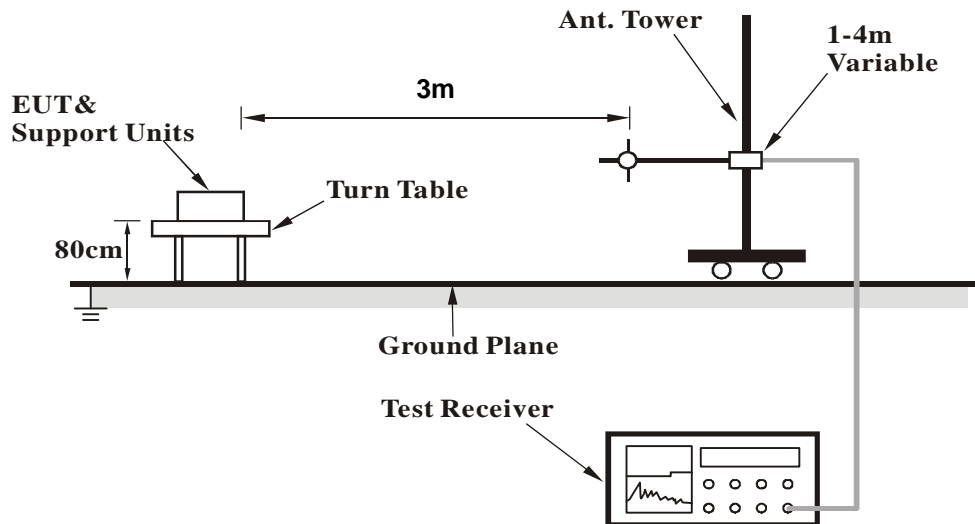 Ant. Tower
1-4m
Variable
3m
EUT&
Support Units
Turn Table
80cm
Ground Plane
Test Receiver